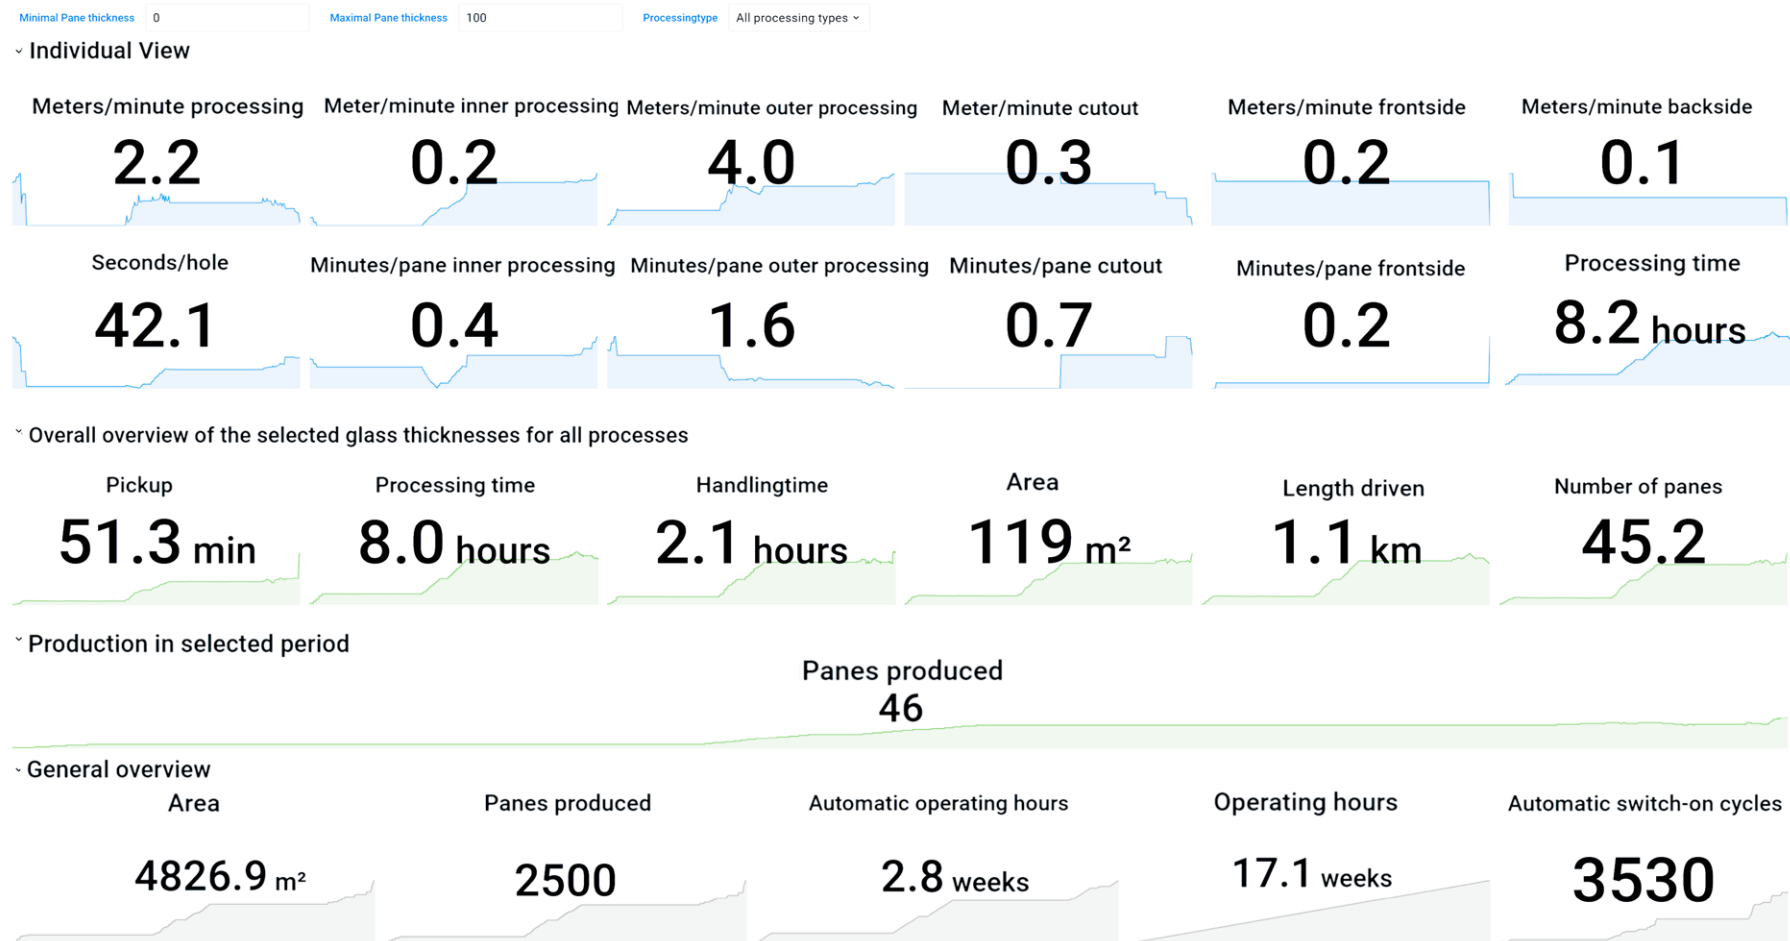 Minimal Pane thickness 0 Maximal Pane thickness 100 Processingtype All processing types
Individual View
Meters/minute processing Meter/minute inner processing Meters/minute outer processing Meter/minute cutout Meters/minute frontside Meters/minute backside
2.2 0.2 4.0 0.3 0.2 0.1
Seconds/hole Minutes/pane inner processing Minutes/pane outer processing Minutes/pane cutout Minutes/pane frontside Processing time
42.1 0.4 1.6 0.7 0.2 8.2 hours
Overall overview of the selected glass thicknesses for all processes
Pickup Processing time Handlingtime Area Length driven Number of panes
51.3 min 8.0 hours 2.1 hours 119 m² 1.1 km 45.2
Production in selected period
Panes produced
46
General overview
Area Panes produced Automatic operating hours Operating hours Automatic switch-on cycles
4826.9 m² 2500 2.8 weeks 17.1 weeks 3530